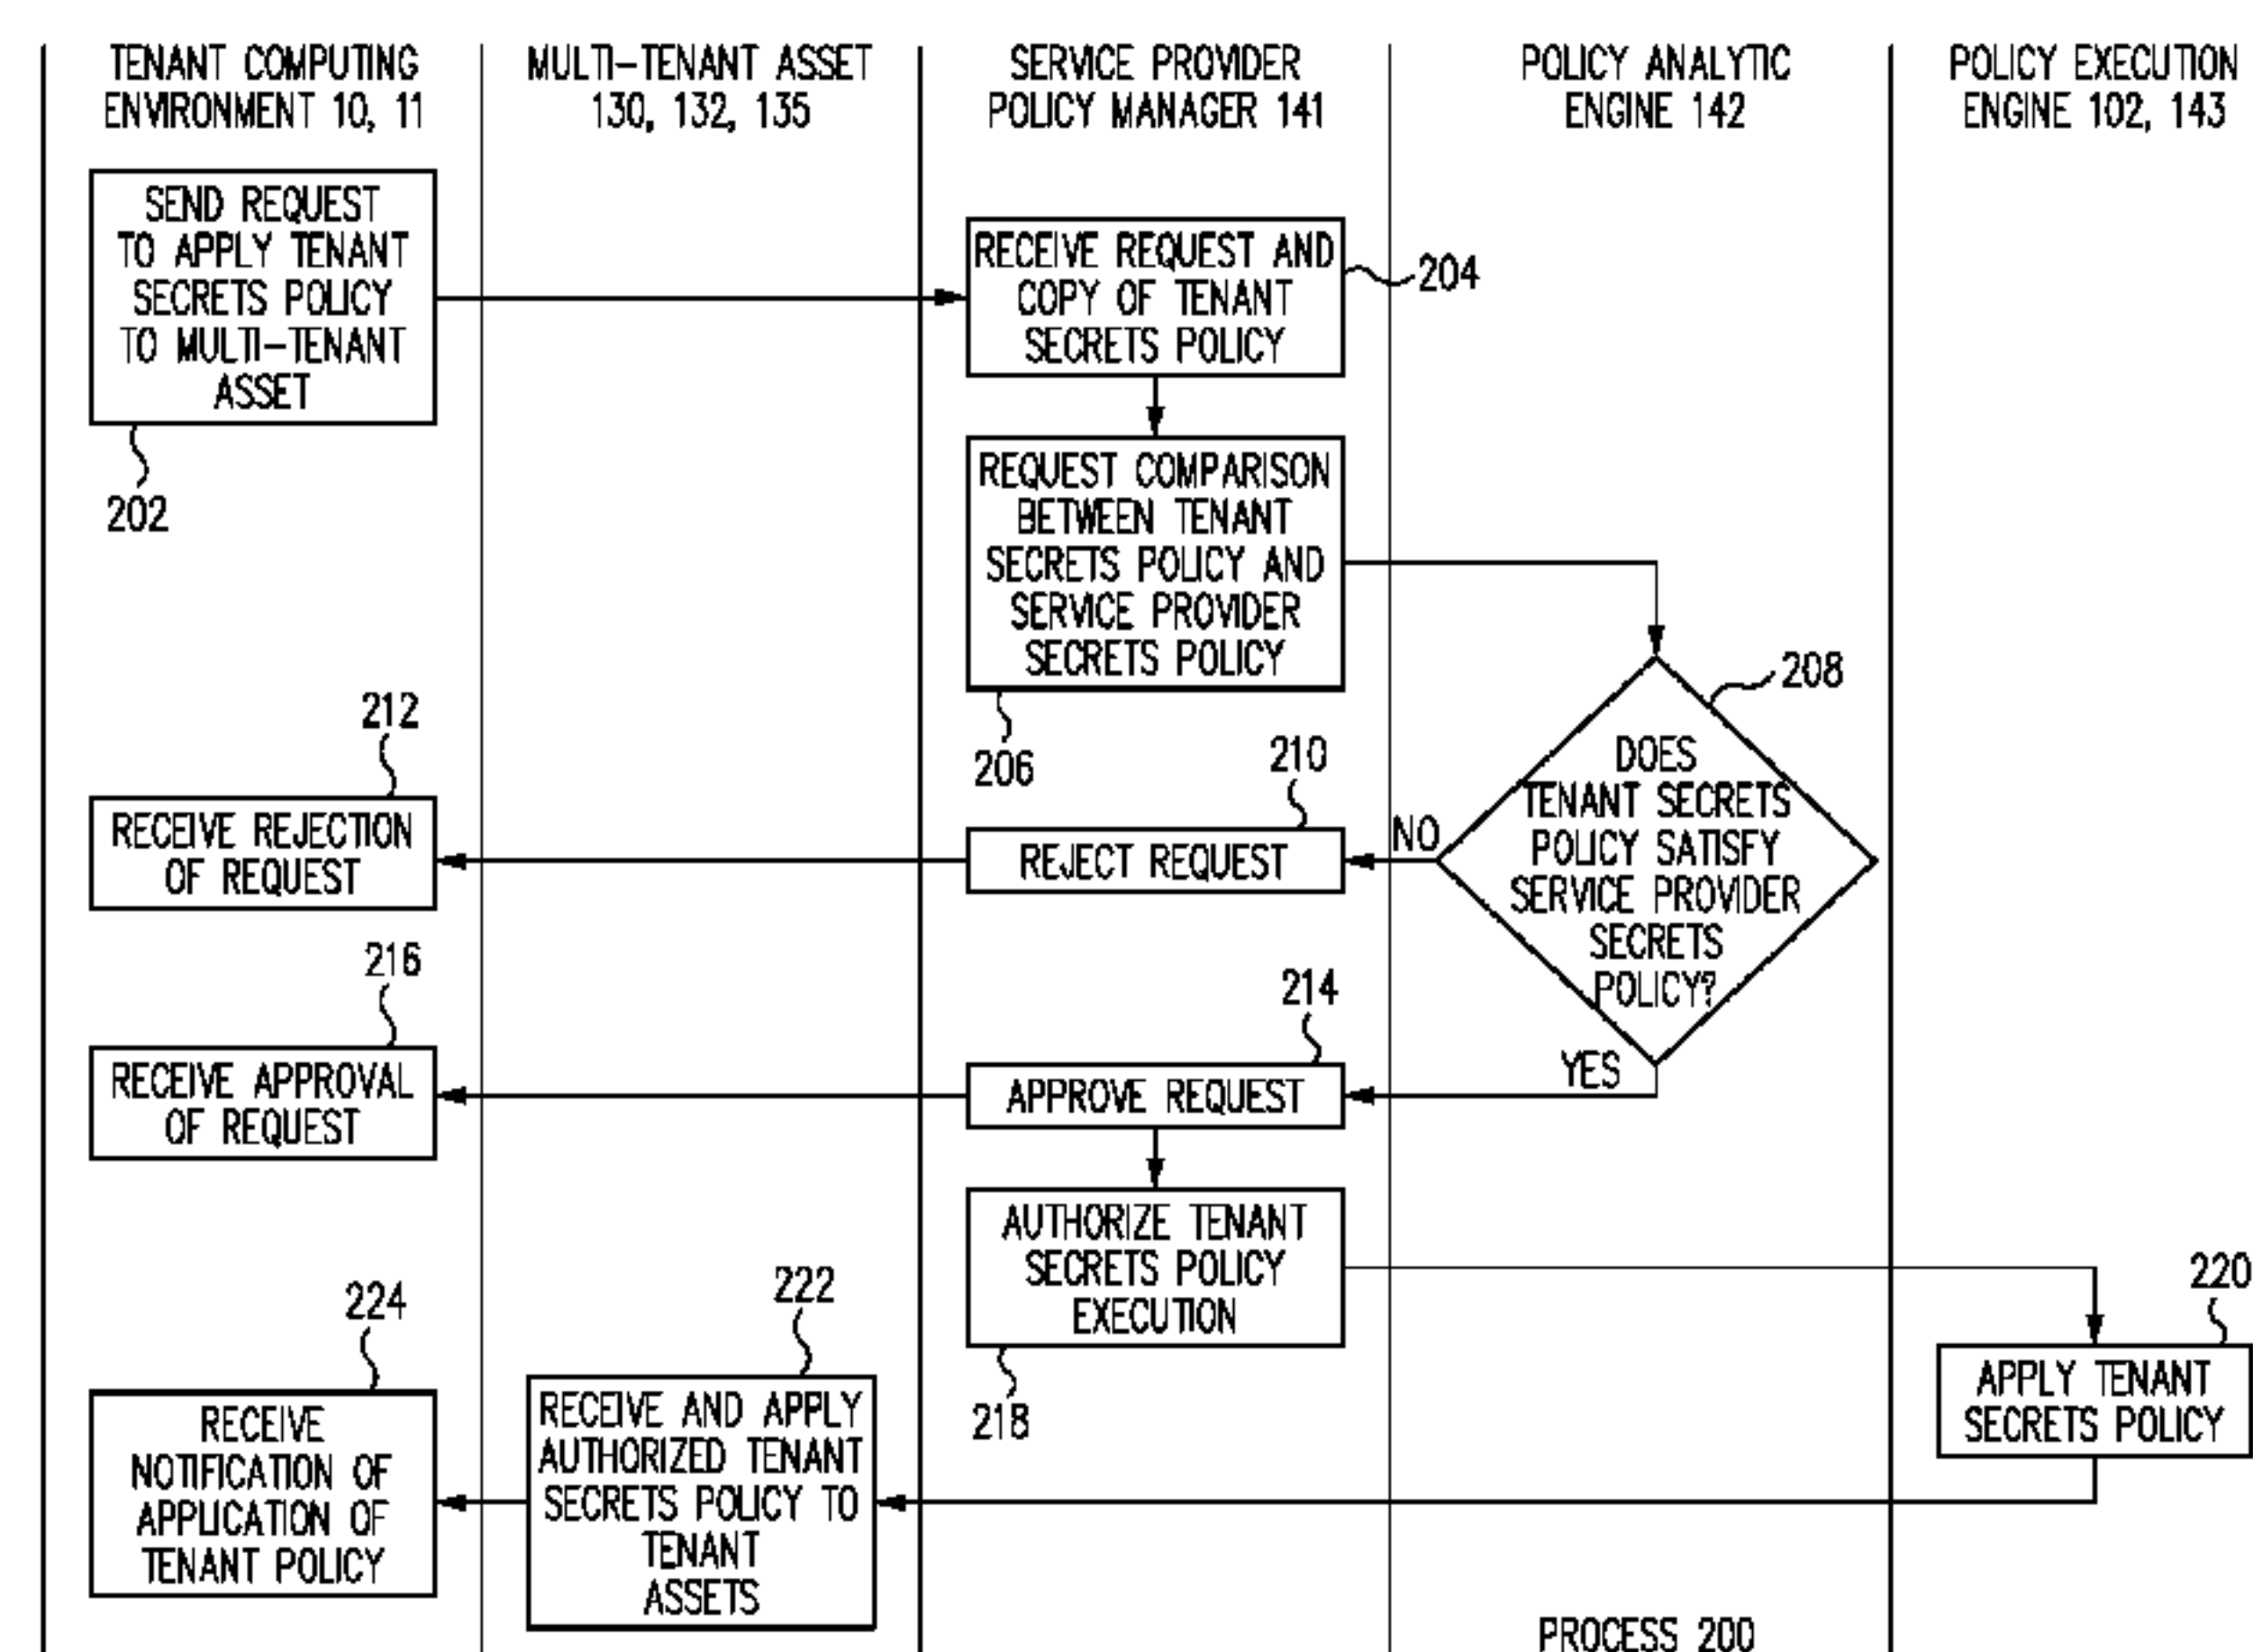 TENANT COMPUTING
ENVIRONMENT 10, 11
MULTI-TENANT ASSET
130, 132, 135
SERVICE PROVIDER
POLICY MANAGER 141
POLICY ANALYTIC
ENGINE 142
POLICY EXECUTION
ENGINE 102, 143
SEND REQUEST
TO APPLY TENANT
SECRETS POLICY
TO MULTI-TENANT
ASSET
202
RECEIVE REQUEST AND
COPY OF TENANT
SECRETS POLICY
204
REQUEST COMPARISON
BETWEEN TENANT
SECRETS POLICY AND
SERVICE PROVIDER
SECRETS POLICY
206
208
DOES
TENANT SECRETS
POLICY SATISFY
SERVICE PROVIDER
SECRETS
POLICY?
NO
210
REJECT REQUEST
212
RECEIVE REJECTION
OF REQUEST
YES
214
APPROVE REQUEST
216
RECEIVE APPROVAL
OF REQUEST
AUTHORIZE TENANT
SECRETS POLICY
EXECUTION
218
220
APPLY TENANT
SECRETS POLICY
222
RECEIVE AND APPLY
AUTHORIZED TENANT
SECRETS POLICY TO
TENANT
ASSETS
224
RECEIVE
NOTIFICATION OF
APPLICATION OF
TENANT POLICY
PROCESS 200